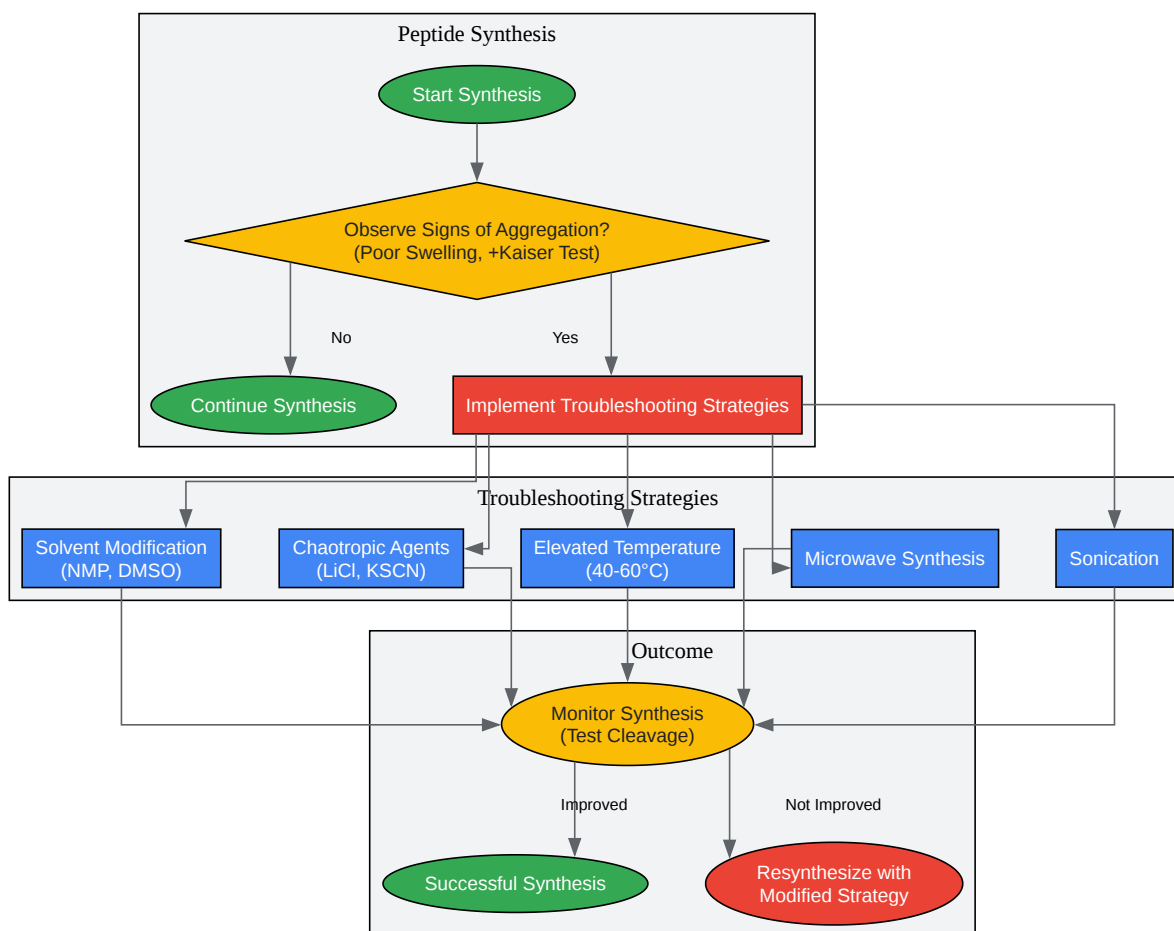 Peptide Synthesis
Start Synthesis
Observe Signs of Aggregation?
(Poor Swelling, +Kaiser Test)
No
Yes
Continue Synthesis
Implement Troubleshooting Strategies
Troubleshooting Strategies
Solvent Modification
(NMP, DMSO)
Chaotropic Agents
(LiCl, KSCN)
Elevated Temperature
(40-60°C)
Microwave Synthesis
Sonication
Outcome
Monitor Synthesis
(Test Cleavage)
Improved
Not Improved
Successful Synthesis
Resynthesize with
Modified Strategy